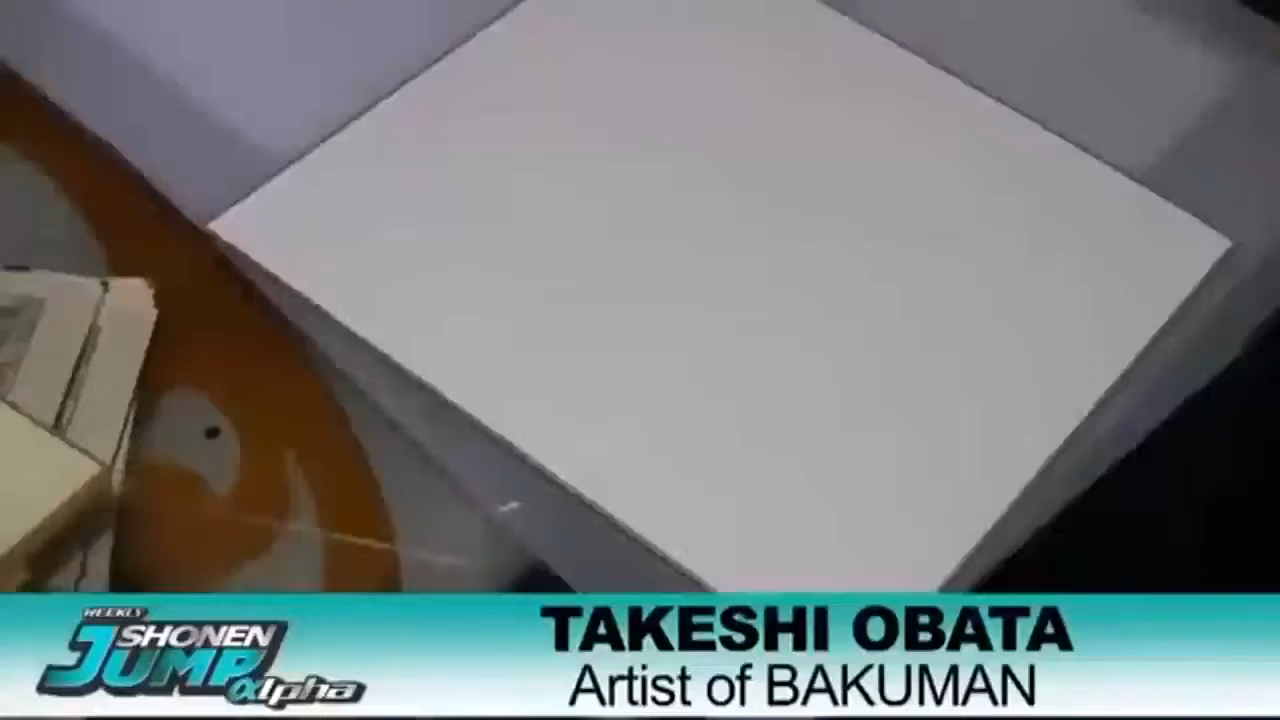 WEEKLY
SHONEN
JUMP
alpha
TAKESHI OBATA
Artist of BAKUMAN